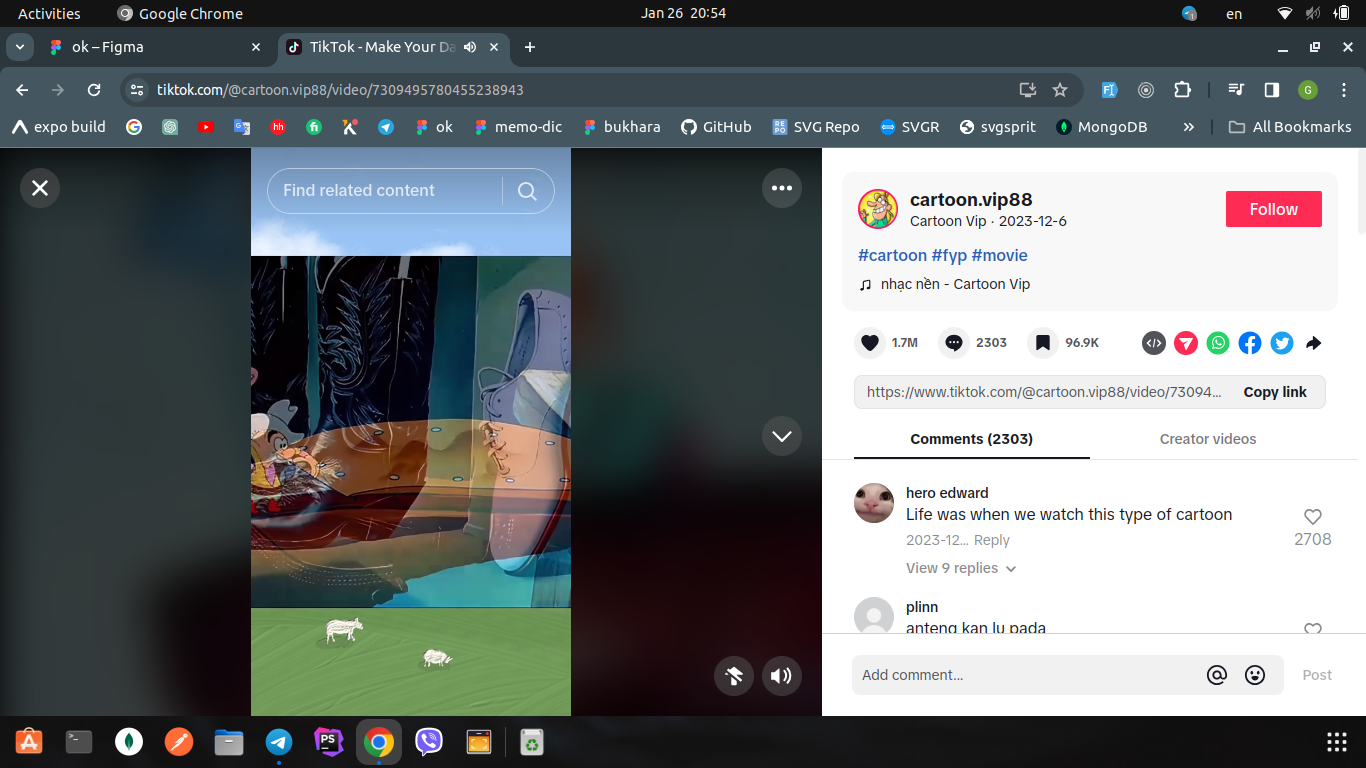 Activities
Google Chrome
Jan 26 20:54
en
ok – Figma
TikTok - Make Your Da
tiktok.com/@cartoon.vip88/video/7309495780455238943
G
expo build
hh
fi
ok
memo-dic
bukhara
GitHub
RE
PO
SVG Repo
SVGR
svgsprit
MongoDB
All Bookmarks
Find related content
cartoon.vip88
Cartoon Vip · 2023-12-6
Follow
#cartoon #fyp #movie
nhạc nền - Cartoon Vip
1.7M
2303
96.9K
https://www.tiktok.com/@cartoon.vip88/video/73094...
Copy link
Comments (2303)
Creator videos
hero edward
Life was when we watch this type of cartoon
2023-12... Reply
2708
View 9 replies
plinn
anteng kan lu pada
Add comment...
Post
PS